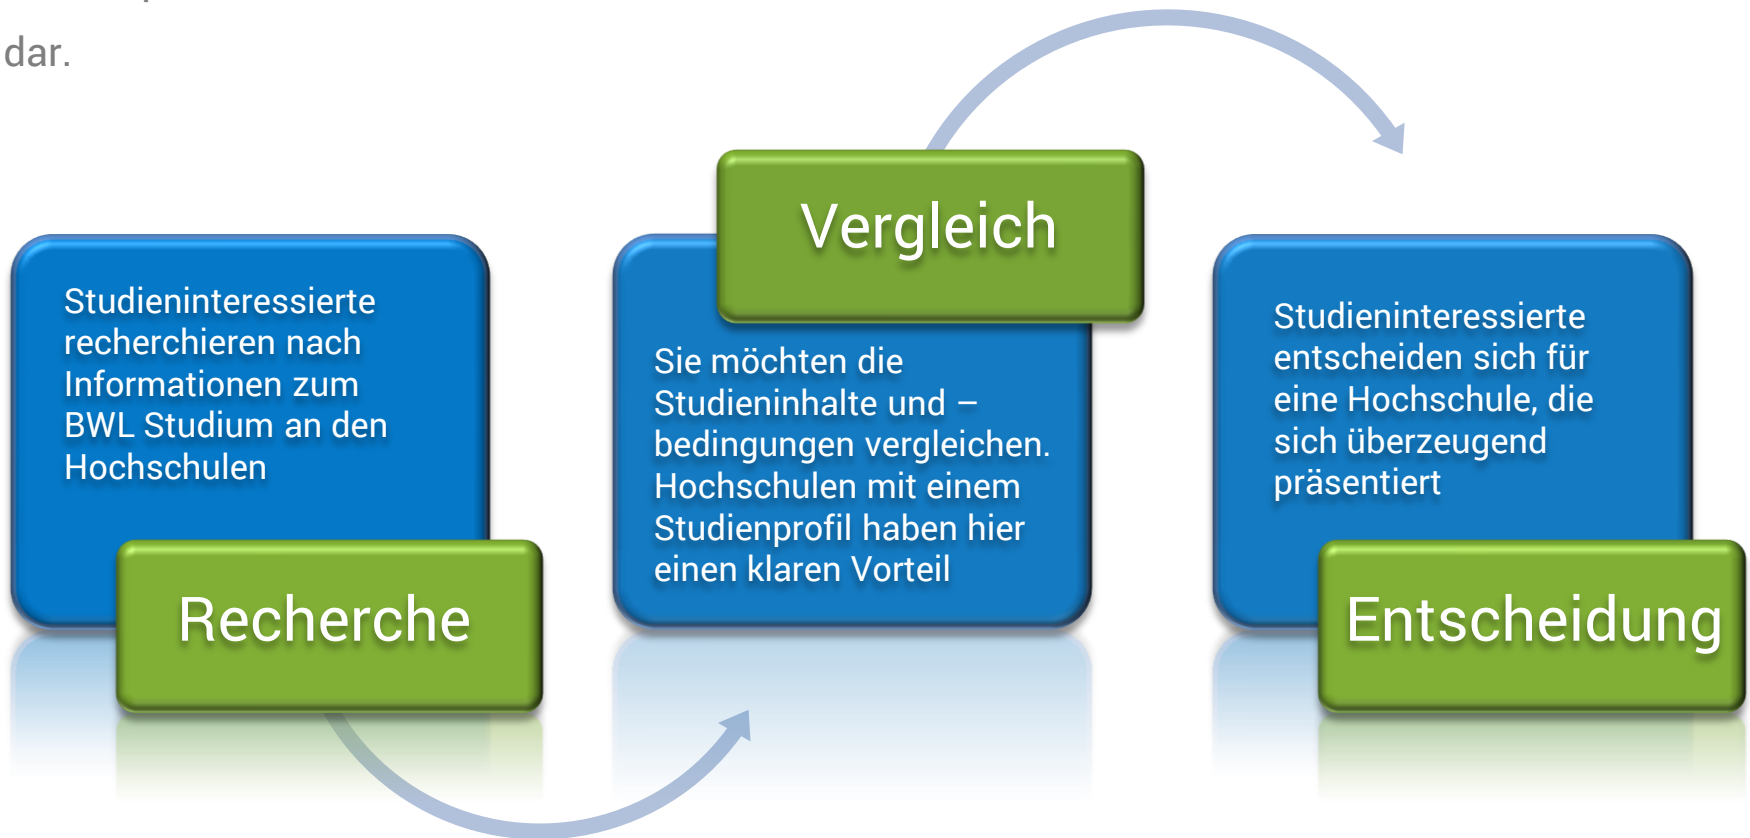 dar.
Studieninteressierte
recherchieren nach
Informationen zum
BWL Studium an den
Hochschulen
Recherche
Vergleich
Sie möchten die
Studieninhalte und –
bedingungen vergleichen.
Hochschulen mit einem
Studienprofil haben hier
einen klaren Vorteil
Studieninteressierte
entscheiden sich für
eine Hochschule, die
sich überzeugend
präsentiert
Entscheidung